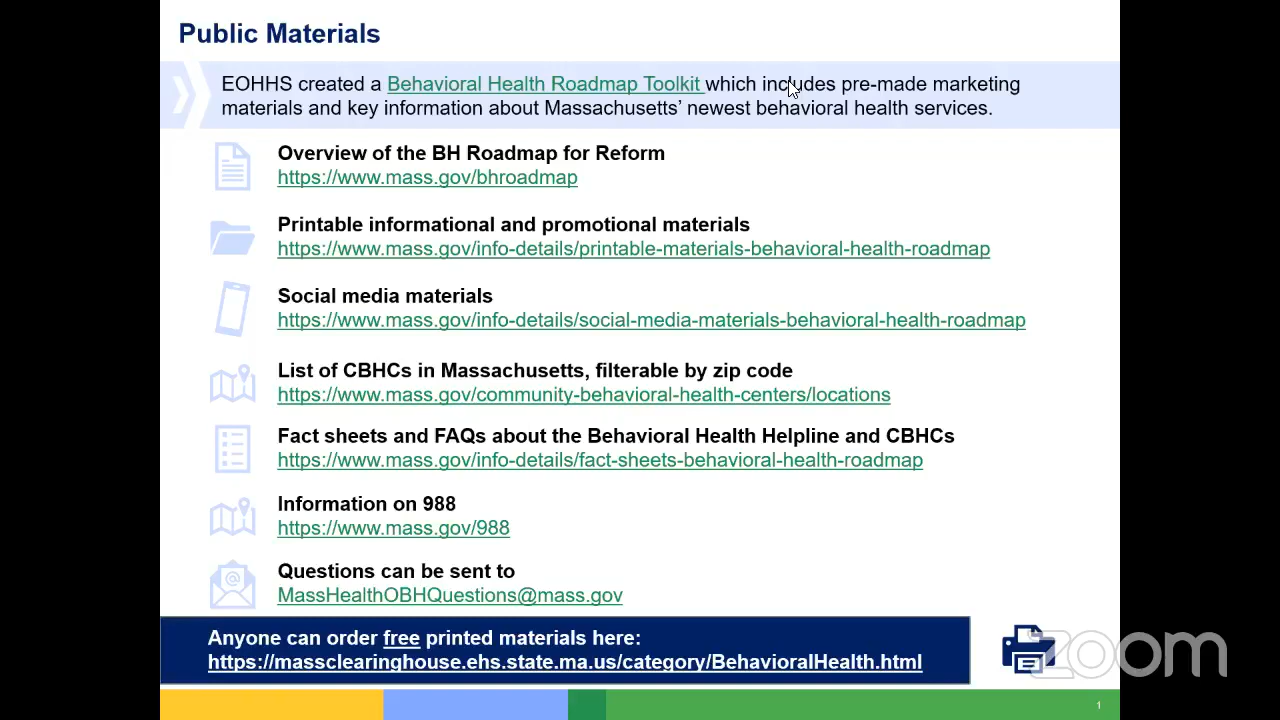 Public Materials
EOHHS created a Behavioral Health Roadmap Toolkit which includes pre-made marketing
materials and key information about Massachusetts' newest behavioral health services.
Overview of the BH Roadmap for Reform
https://www.mass.gov/bhroadmap
Printable informational and promotional materials
https://www.mass.gov/info-details/printable-materials-behavioral-health-roadmap
Social media materials
https://www.mass.gov/info-details/social-media-materials-behavioral-health-roadmap
List of CBHCs in Massachusetts, filterable by zip code
https://www.mass.gov/community-behavioral-health-centers/locations
Fact sheets and FAQs about the Behavioral Health Helpline and CBHCs
https://www.mass.gov/info-details/fact-sheets-behavioral-health-roadmap
Information on 988
https://www.mass.gov/988
Questions can be sent to
MassHealthOBHQuestions@mass.gov
Anyone can order free printed materials here:
https://massclearinghouse.ehs.state.ma.us/category/BehavioralHealth.html
zoom
1